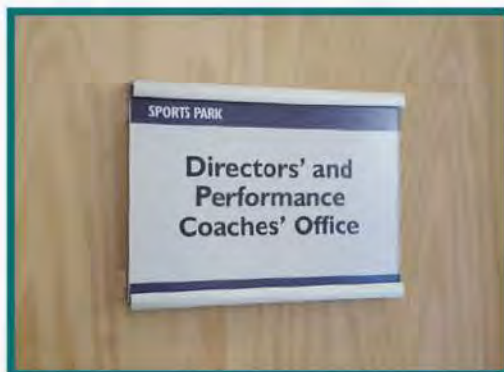 SPORTS PARK
Directors' and
Performance
Coaches' Office